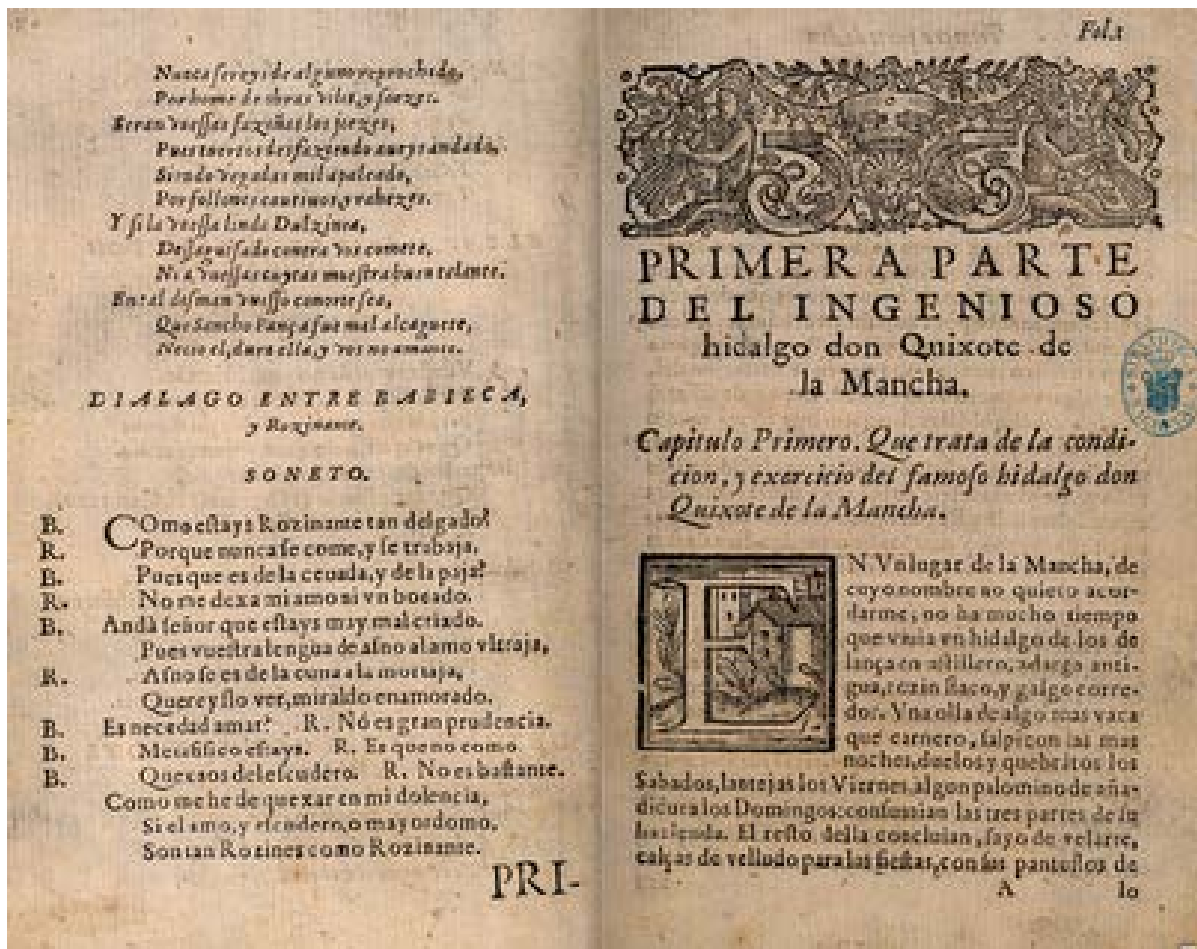 Nunca sereys de alguno reprochado,
Por home de obras viles, y soezes.
Seran vuessas fazañas los joezes,
Pues tuertos desfaziendo aueys andado,
Siendo vegadas mil apaleado,
Por follones cautiuos, y rahezes.
Y si la vuessa linda Dulzinea,
Desaguisado contra vos comete,
Ni a vuessas cuytas muestra buen talante.
En tal desman vuesso conorte sea,
Que Sancho Pança fue mal alcaguete,
Necio el, dura ella, y vos no amante.
DIALAGO ENTRE BABIECA,
y Rozinante.
SONETO.
B. COmo estays Rozinante tan delgado?
R. Porque nunca se come, y se trabaja,
B. Pues que es de la ceuada, y de la paja?
R. No me dexa mi amo ni vn bocado.
B. Andà señor que estays muy mal criado.
Pues vuestra lengua de asno al amo vltraja,
R. Asno se es de la cuna a la mortaja,
Quereyslo ver, miraldo enamorado.
B. Es necedad amar? R. No es gran prudencia.
B. Metafisico estays. R. Es que no como.
B. Quexaos del escudero. R. No es bastante.
Como me he de quexar en mi dolencia,
Si el amo, y escudero, o mayordomo,
Son tan Rozines como Rozinante.
PRI-
Fol.1
PRIMERA PARTE
DEL INGENIOSO
hidalgo don Quixote de
la Mancha.
Capitulo Primero. Que trata de la condi-
cion, y exercicio del famoso hidalgo don
Quixote de la Mancha.
EN Vn lugar de la Mancha, de
cuyo nombre no quiero acor-
darme, no ha mucho tiempo
que viuia vn hidalgo de los de
lança en astillero, adarga anti-
gua, rozin flaco, y galgo corre-
dor. Vna olla de algo mas vaca
que carnero, salpicon las mas
noches, duelos y quebrãtos los
Sabados, lantejas los Viernes, algun palomino de aña-
didura los Domingos: consumian las tres partes de su
hazienda. El resto della concluian, sayo de velarte,
calças de velludo para las fiestas, con sus pantuflos de
A lo